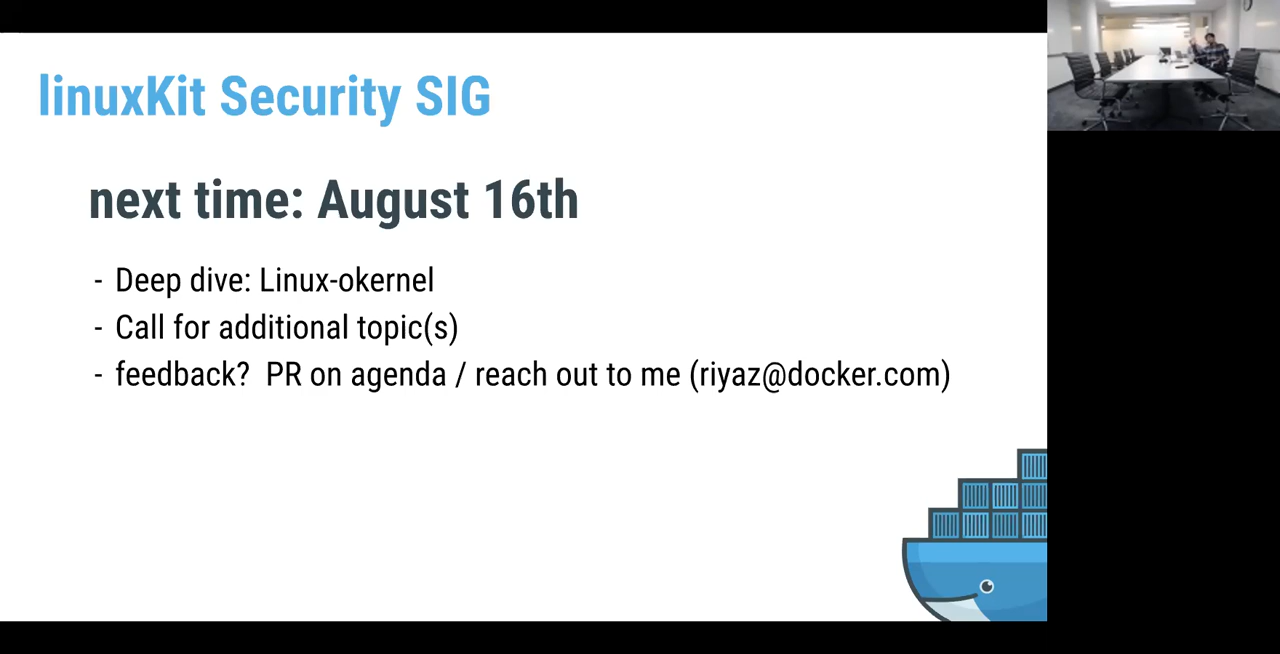 linuxKit Security SIG
next time: August 16th
- Deep dive: Linux-okernel
- Call for additional topic(s)
- feedback?  PR on agenda / reach out to me (riyaz@docker.com)